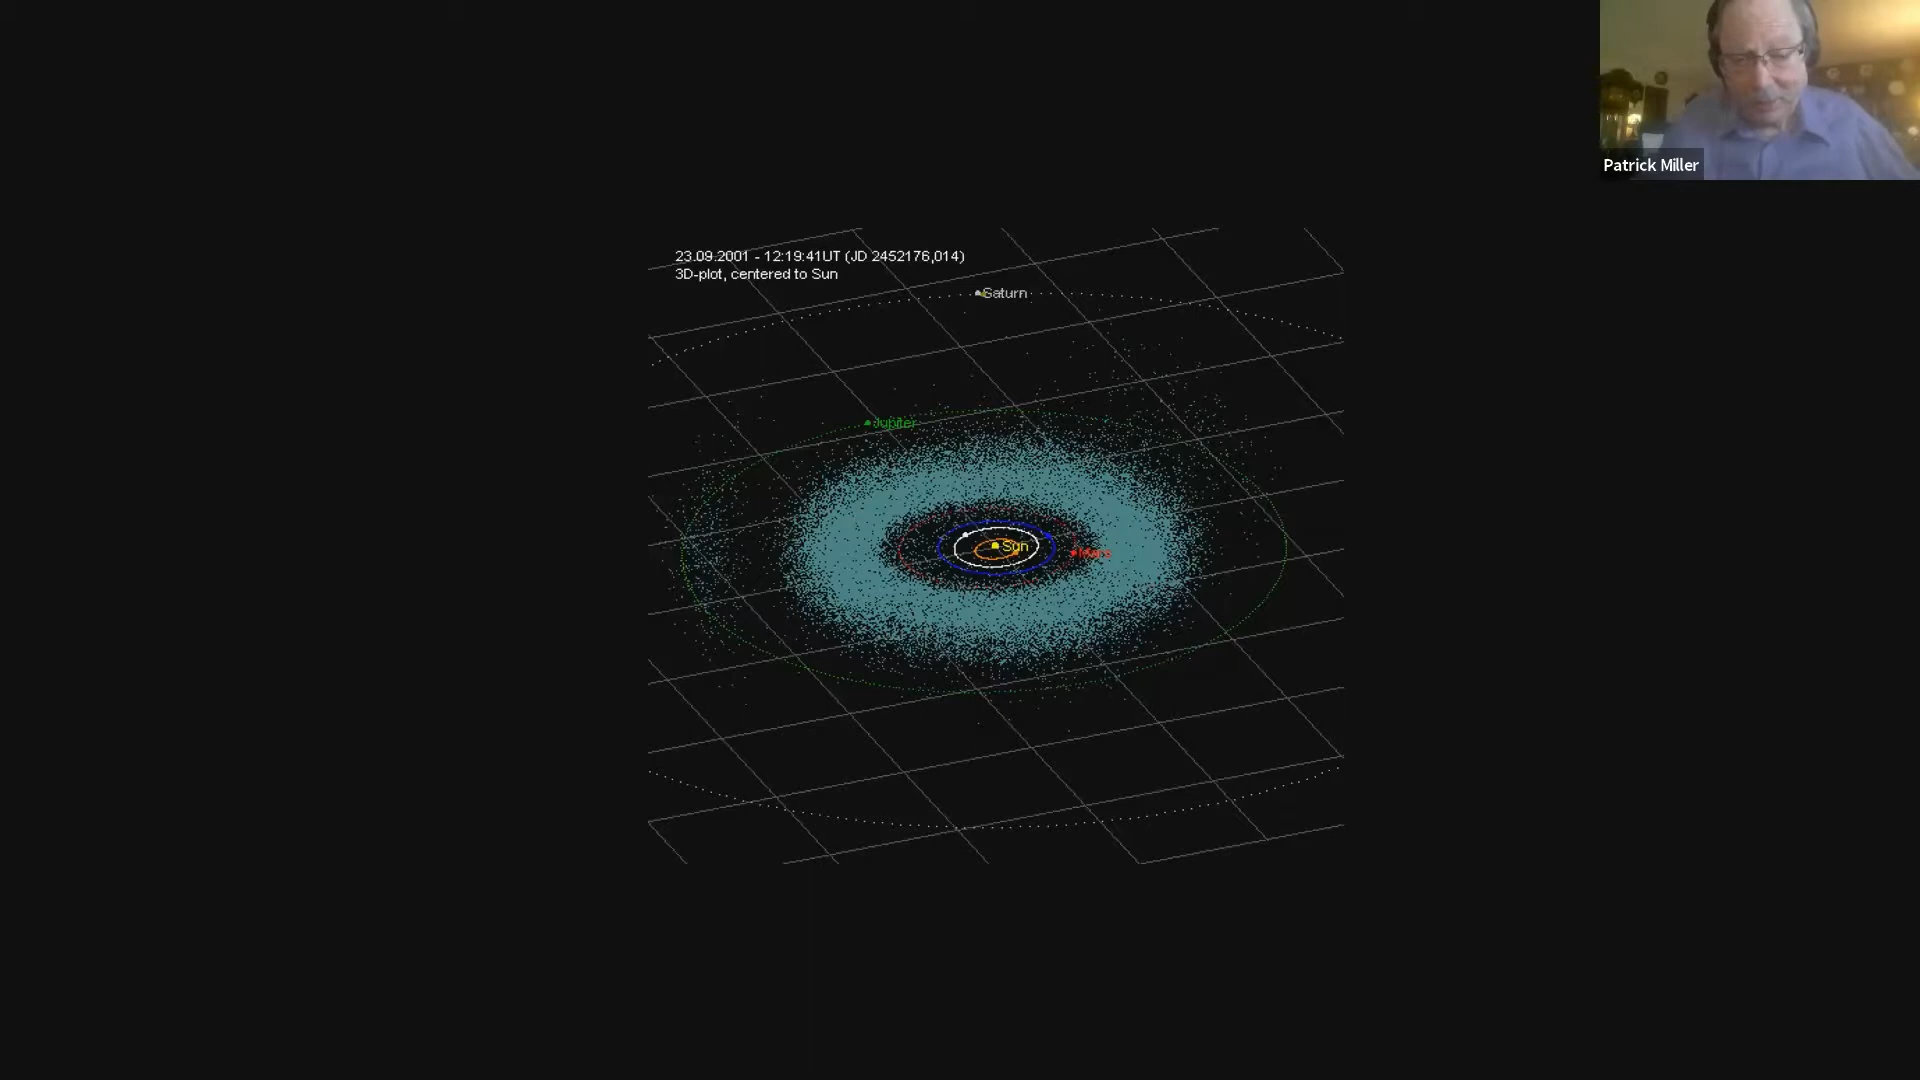 Patrick Miller
23.09.2001 - 12:19:41UT (JD 2452176,014)
3D-plot, centered to Sun
Saturn
Jupiter
Sun
Mars